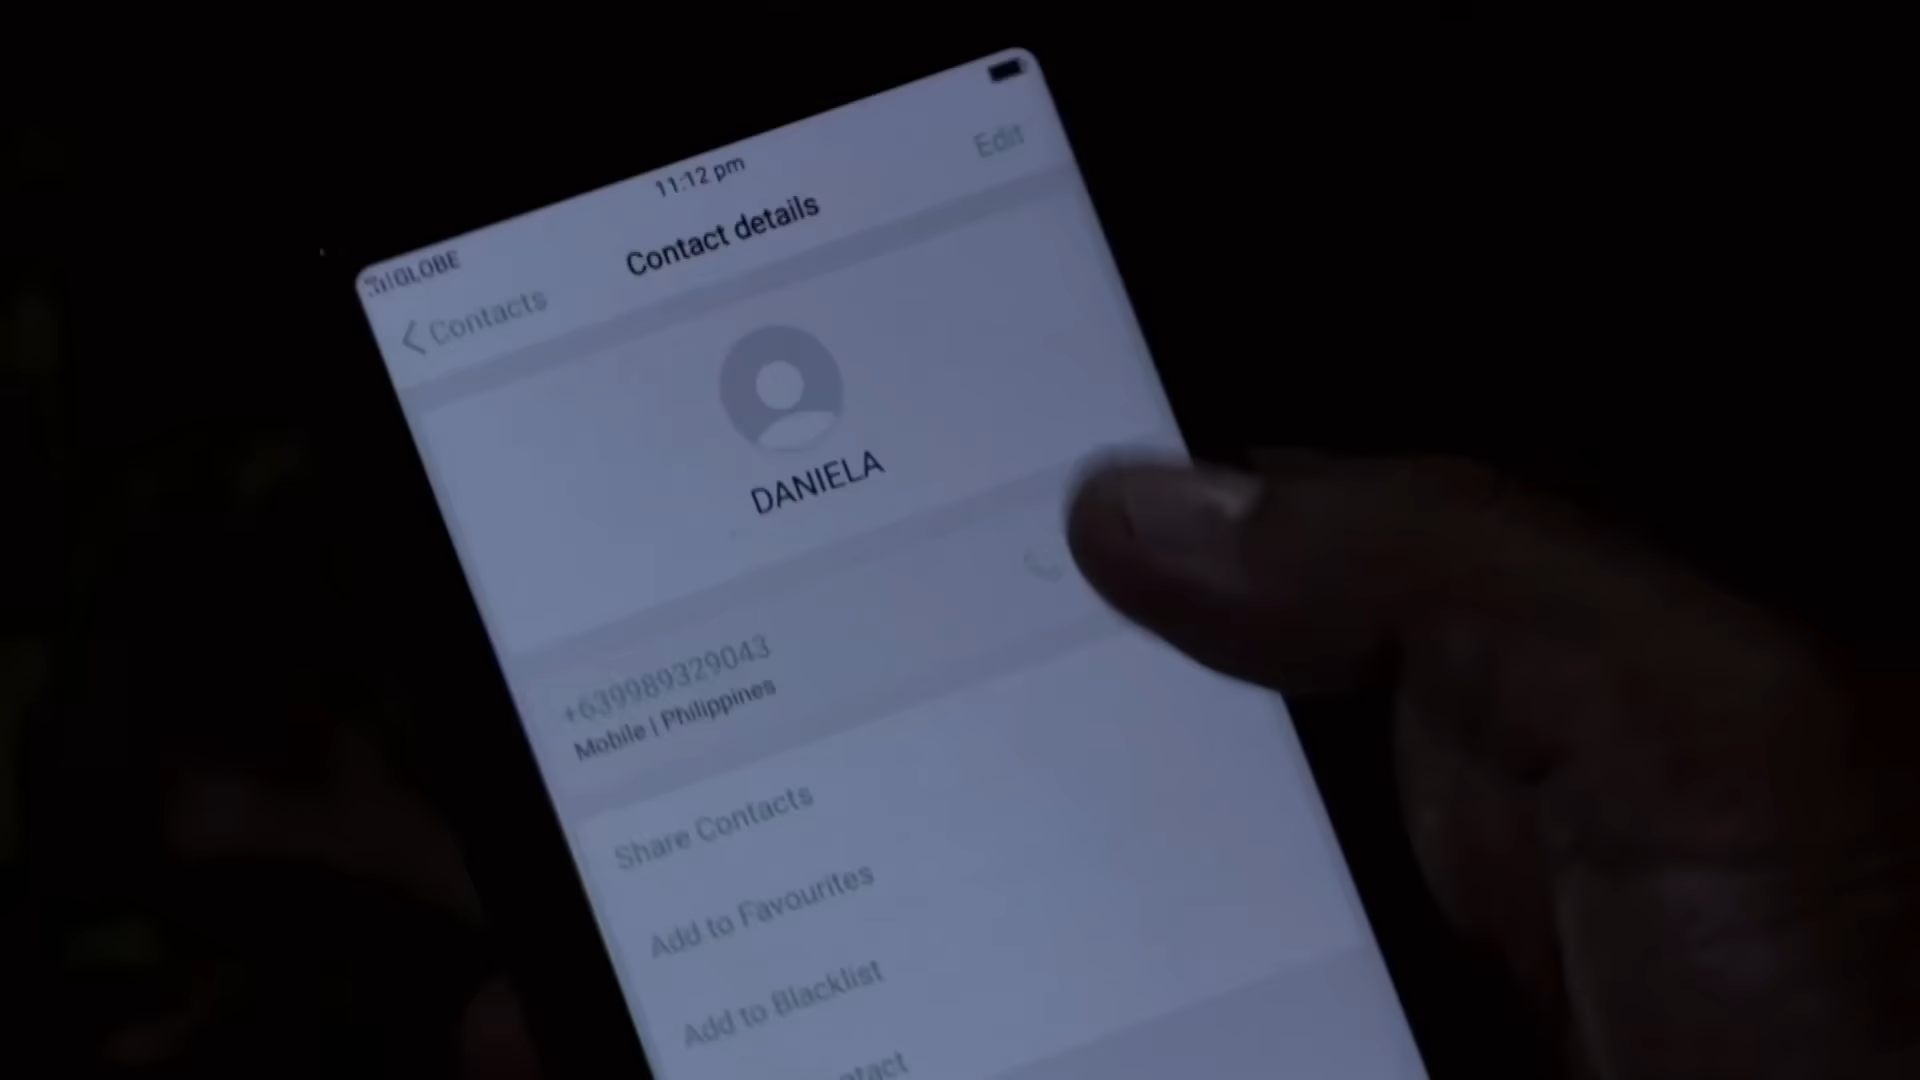 GLOBE
11:12 pm
Contacts
Contact details
Edit
DANIELA
+639989329043
Mobile | Philippines
Share Contacts
Add to Favourites
Add to Blacklist